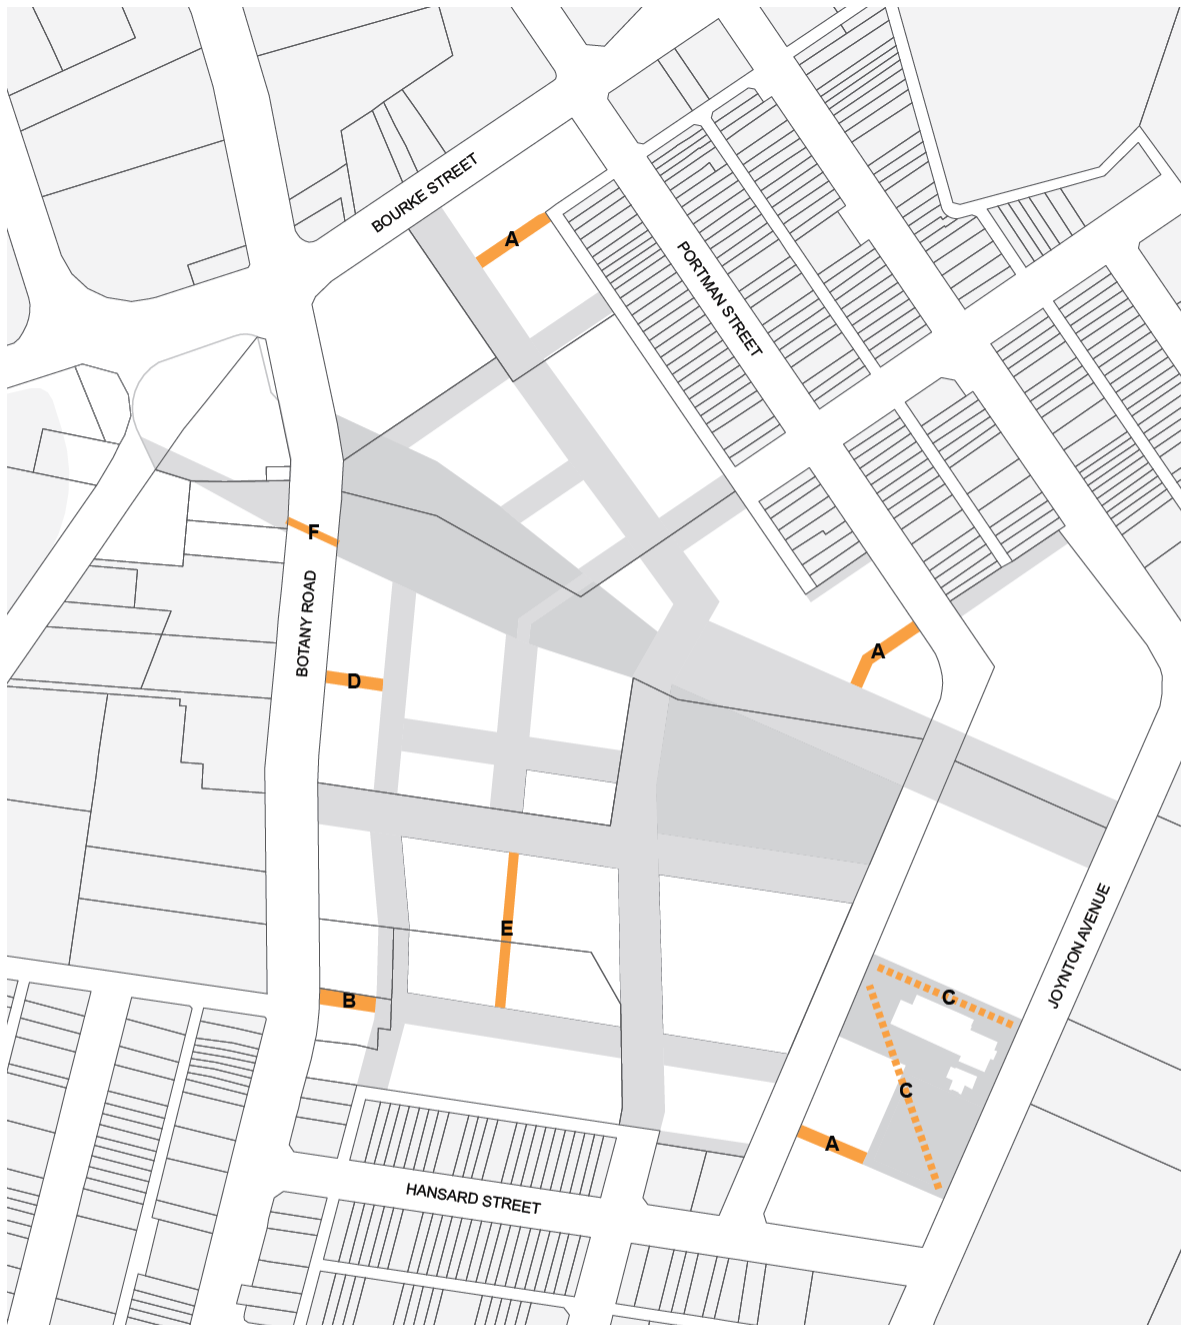 BOURKE STREET
A
PORTMAN STREET
F
BOTANY ROAD
A
D
E
JOYNTON AVENUE
B
C
C
A
HANSARD STREET